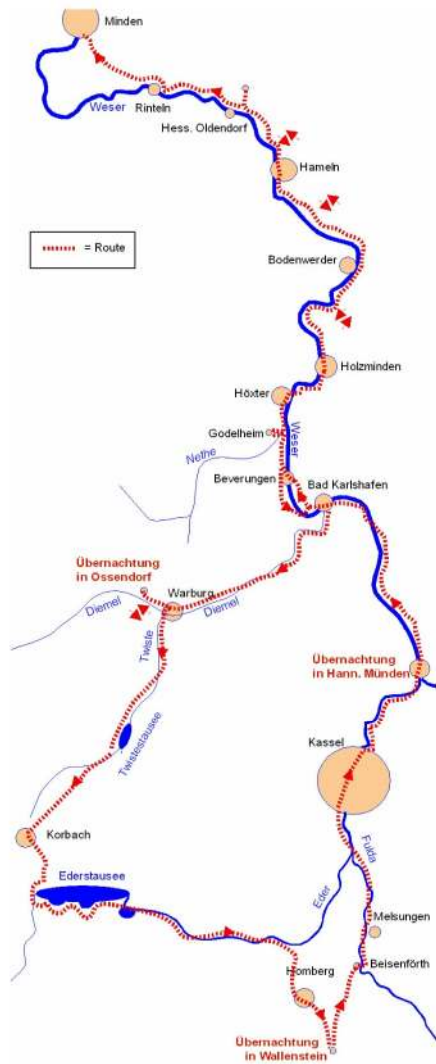 Minden
Weser
Rinteln
Hess. Oldendorf
Hameln
= Route
Bodenwerder
Holzminden
Höxter
Godelheim
Weser
Nethe
Beverungen
Bad Karlshafen
Übernachtung
in Ossendorf
Warburg
Diemel
Diemel
Twiste
Übernachtung
in Hann. Münden
Twistestausee
Kassel
Korbach
Fulda
Ederstausee
Eder
Melsungen
Beisenförth
Homberg
Übernachtung
in Wallenstein